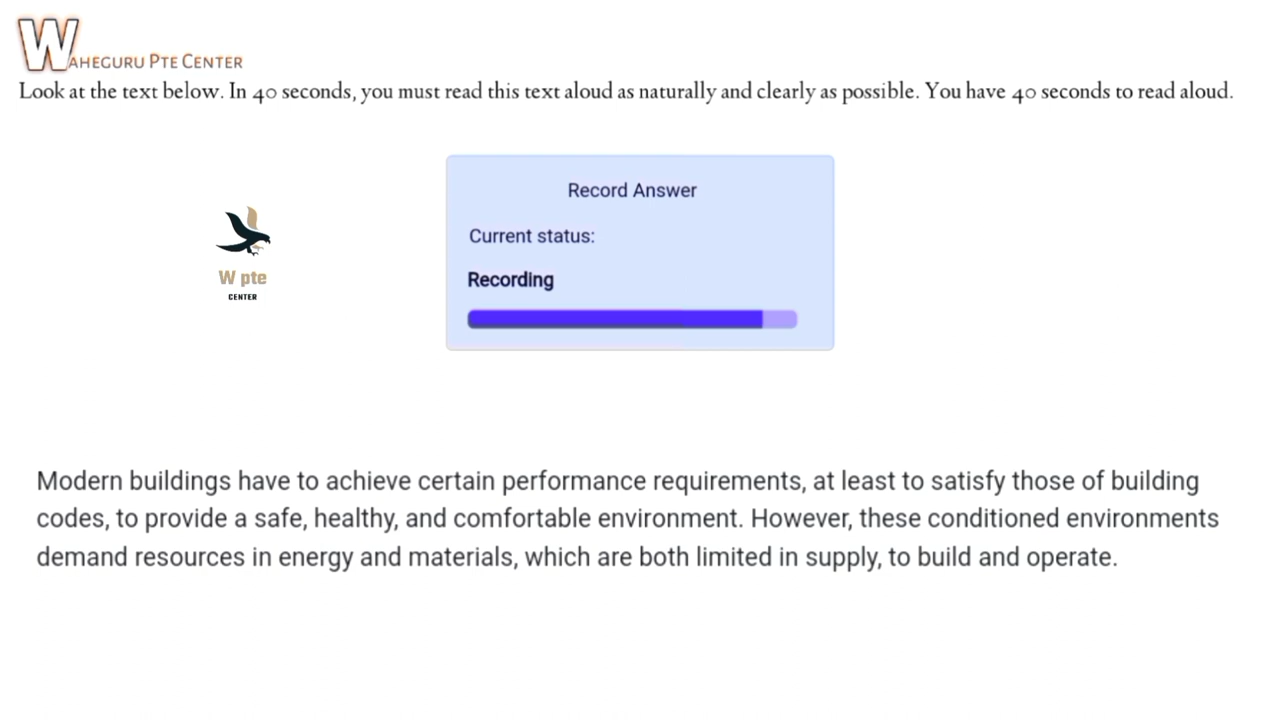 WAHEGURU PTE CENTER
Look at the text below. In 40 seconds, you must read this text aloud as naturally and clearly as possible. You have 40 seconds to read aloud.
Record Answer
Current status:
Recording
W pte
CENTER
Modern buildings have to achieve certain performance requirements, at least to satisfy those of building
codes, to provide a safe, healthy, and comfortable environment. However, these conditioned environments
demand resources in energy and materials, which are both limited in supply, to build and operate.